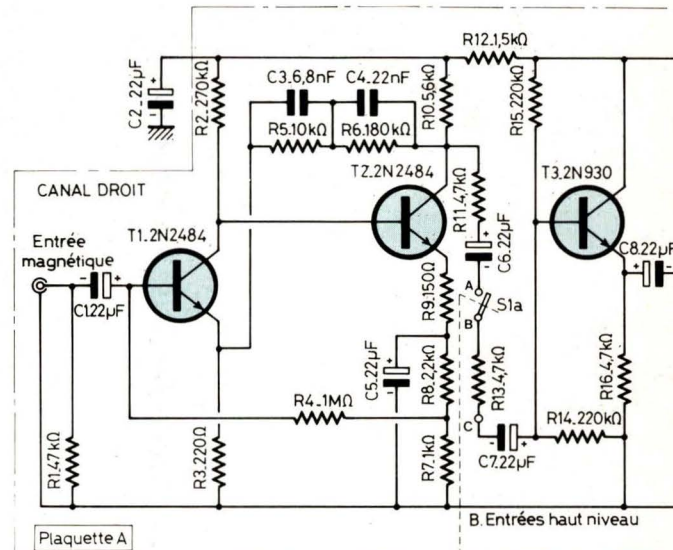 R12.1,5kΩ
C2.22µF
+
-
R2.270kΩ
C3.6,8nF
C4.22nF
R5.10kΩ
R6.180kΩ
R10.5,6kΩ
R15.220kΩ
CANAL DROIT
T2.2N2484
T3.2N930
R11.4,7kΩ
Entrée
magnétique
T1.2N2484
+
-
C6.22µF
C8.22µF
+
-
-
+
C1.22µF
R9.150Ω
A
S1a
B
C5.22µF
+
-
R8.2,2kΩ
R13.4,7kΩ
R16.4,7kΩ
R4.1MΩ
C
R14.220kΩ
-
+
C7.22µF
R1.47kΩ
R3.220Ω
R7.1kΩ
B.Entrées haut niveau
Plaquette A